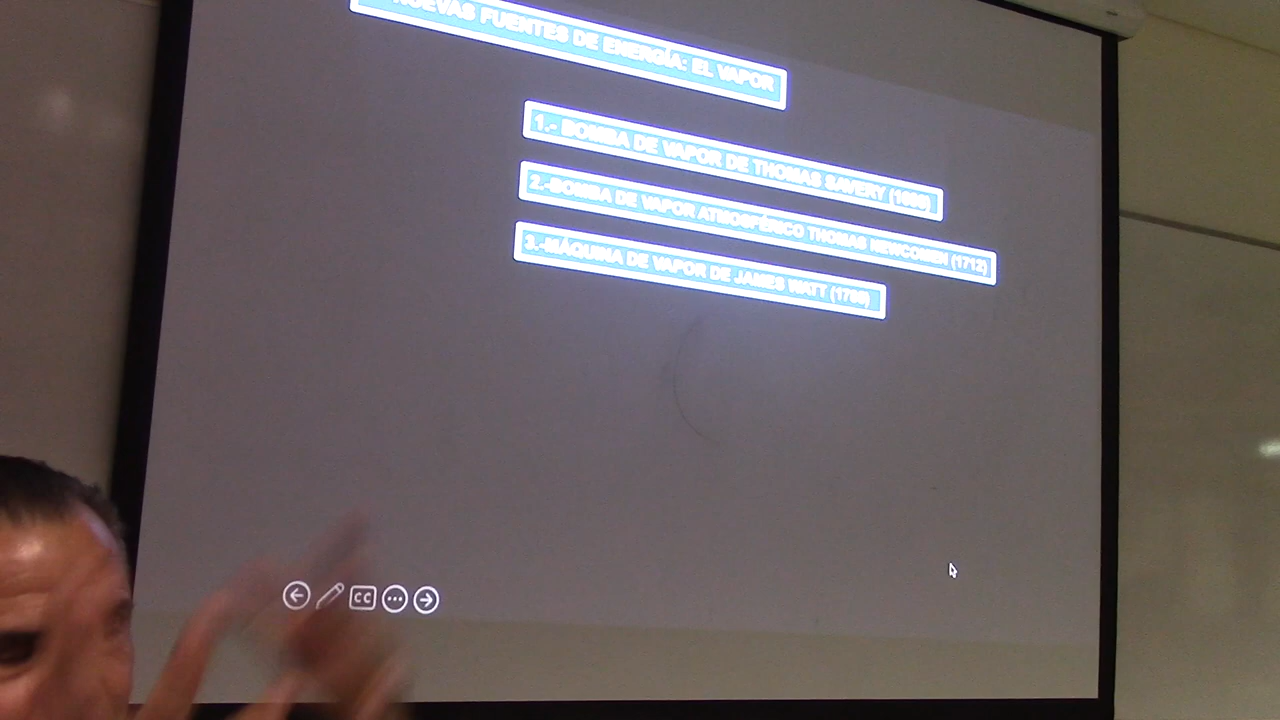 NUEVAS FUENTES DE ENERGÍA: EL VAPOR
1.- BOMBA DE VAPOR DE THOMAS SAVERY
2.-BOMBA DE VAPOR ATMOSFÉRICO THOMAS NEWCOMEN (1712)
3.-MÁQUINA DE VAPOR DE JAMES WATT
CC